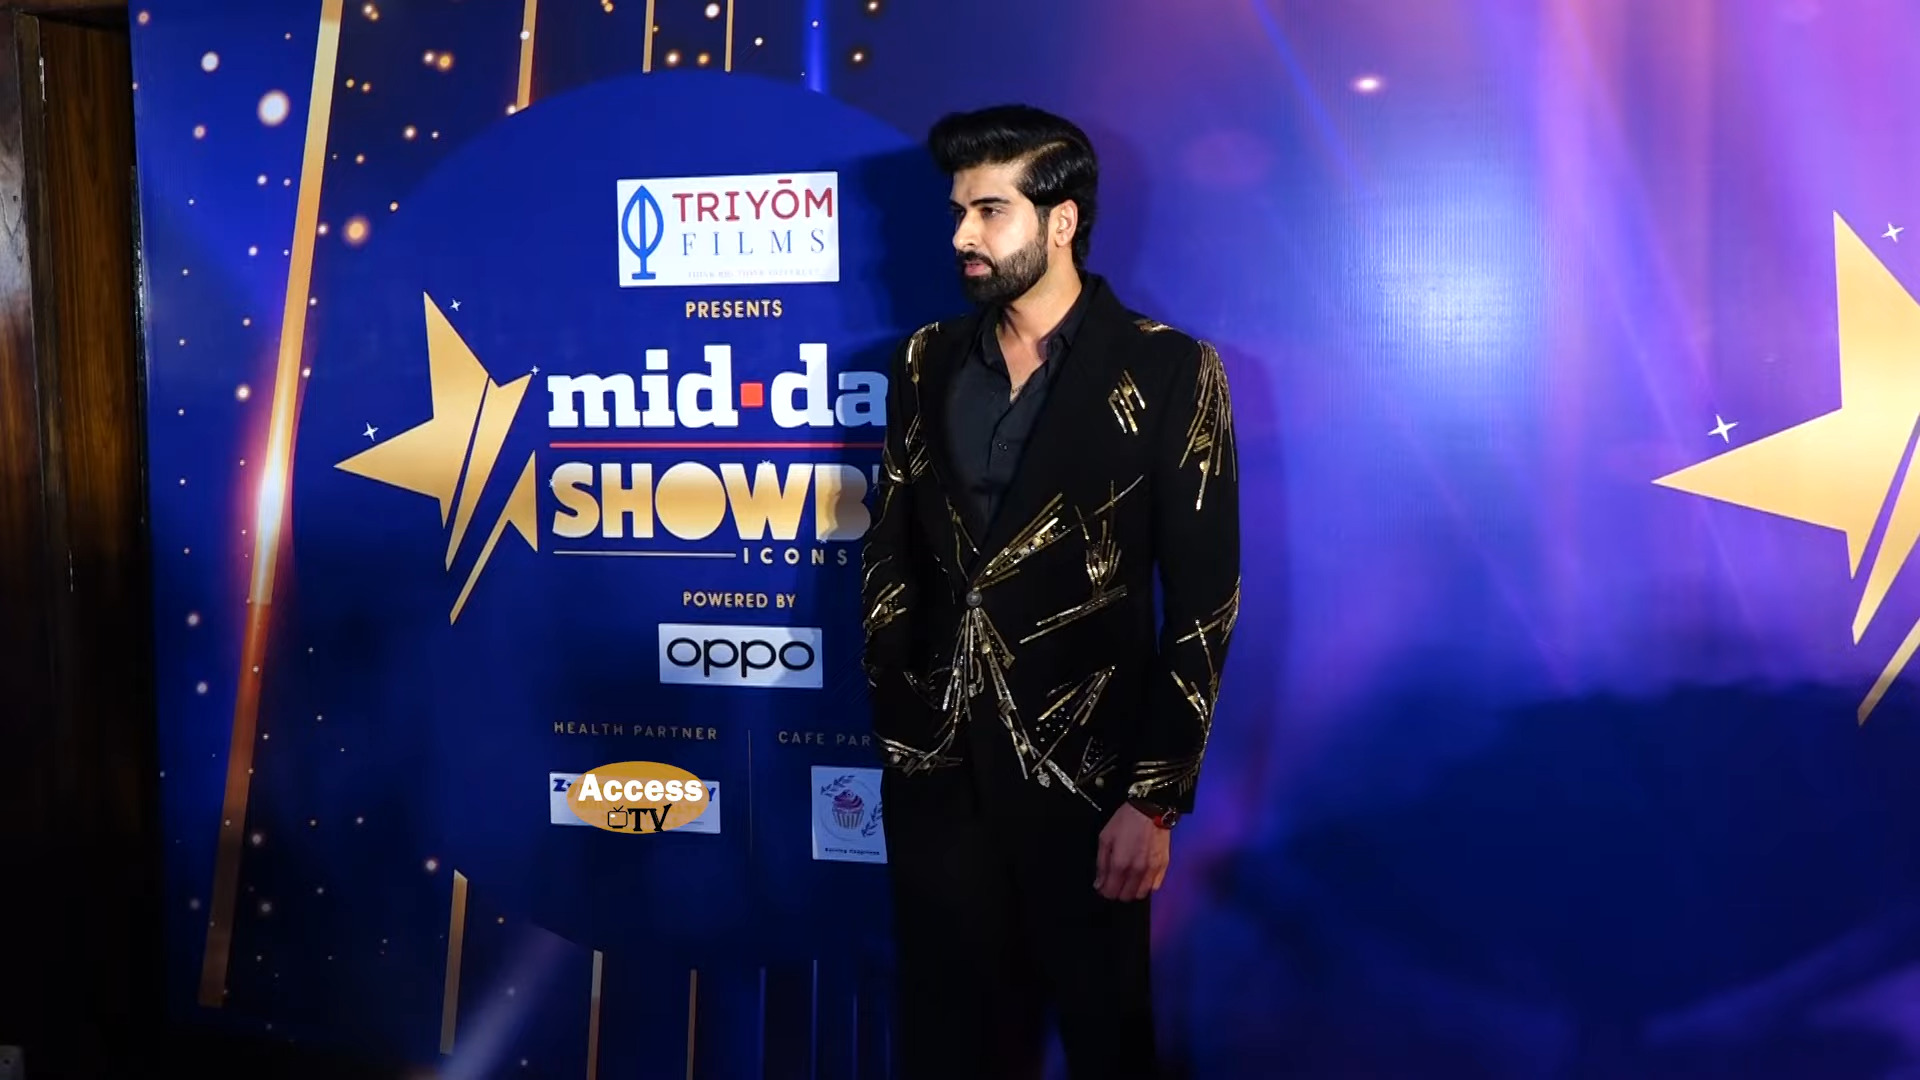 TRIYŌM
FILMS
PRESENTS
mid·da
SHOWB
ICONS
POWERED BY
oppo
HEALTH PARTNER
CAFE PAR
Access
TV